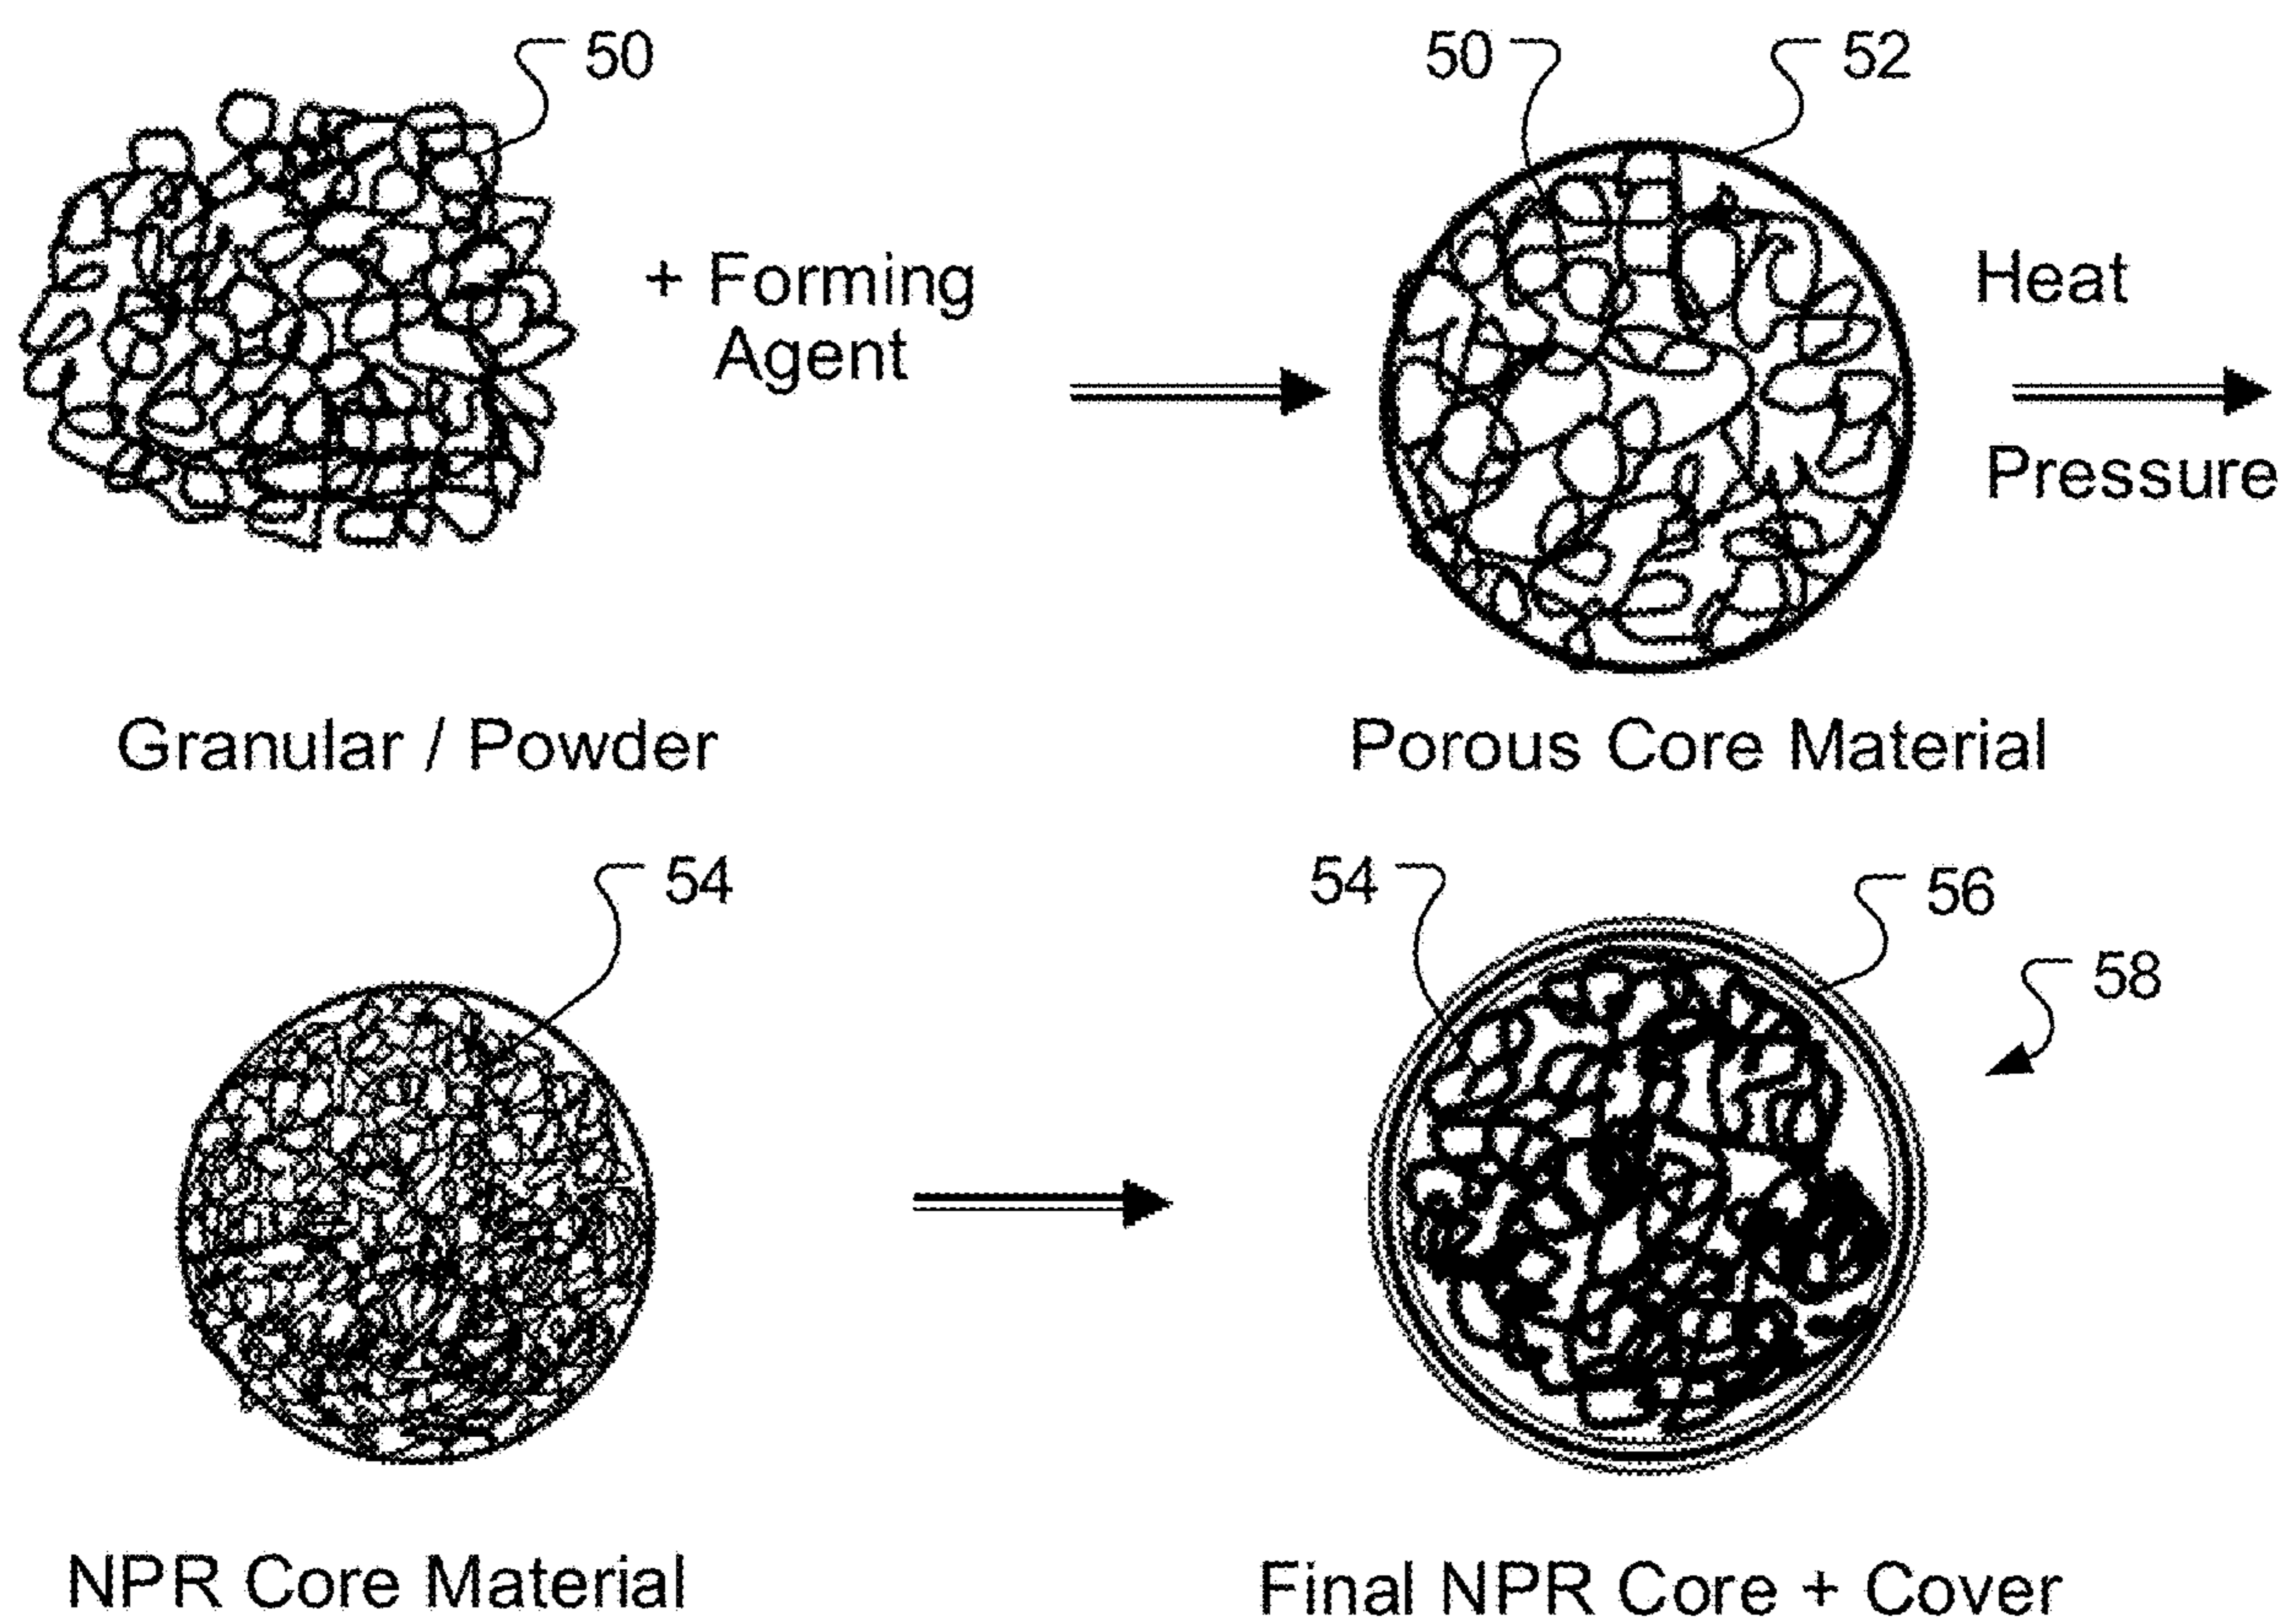 50
50
52
+ Forming
Agent
Heat
Pressure
Granular / Powder
Porous Core Material
54
54
56
58
NPR Core Material
Final NPR Core + Cover